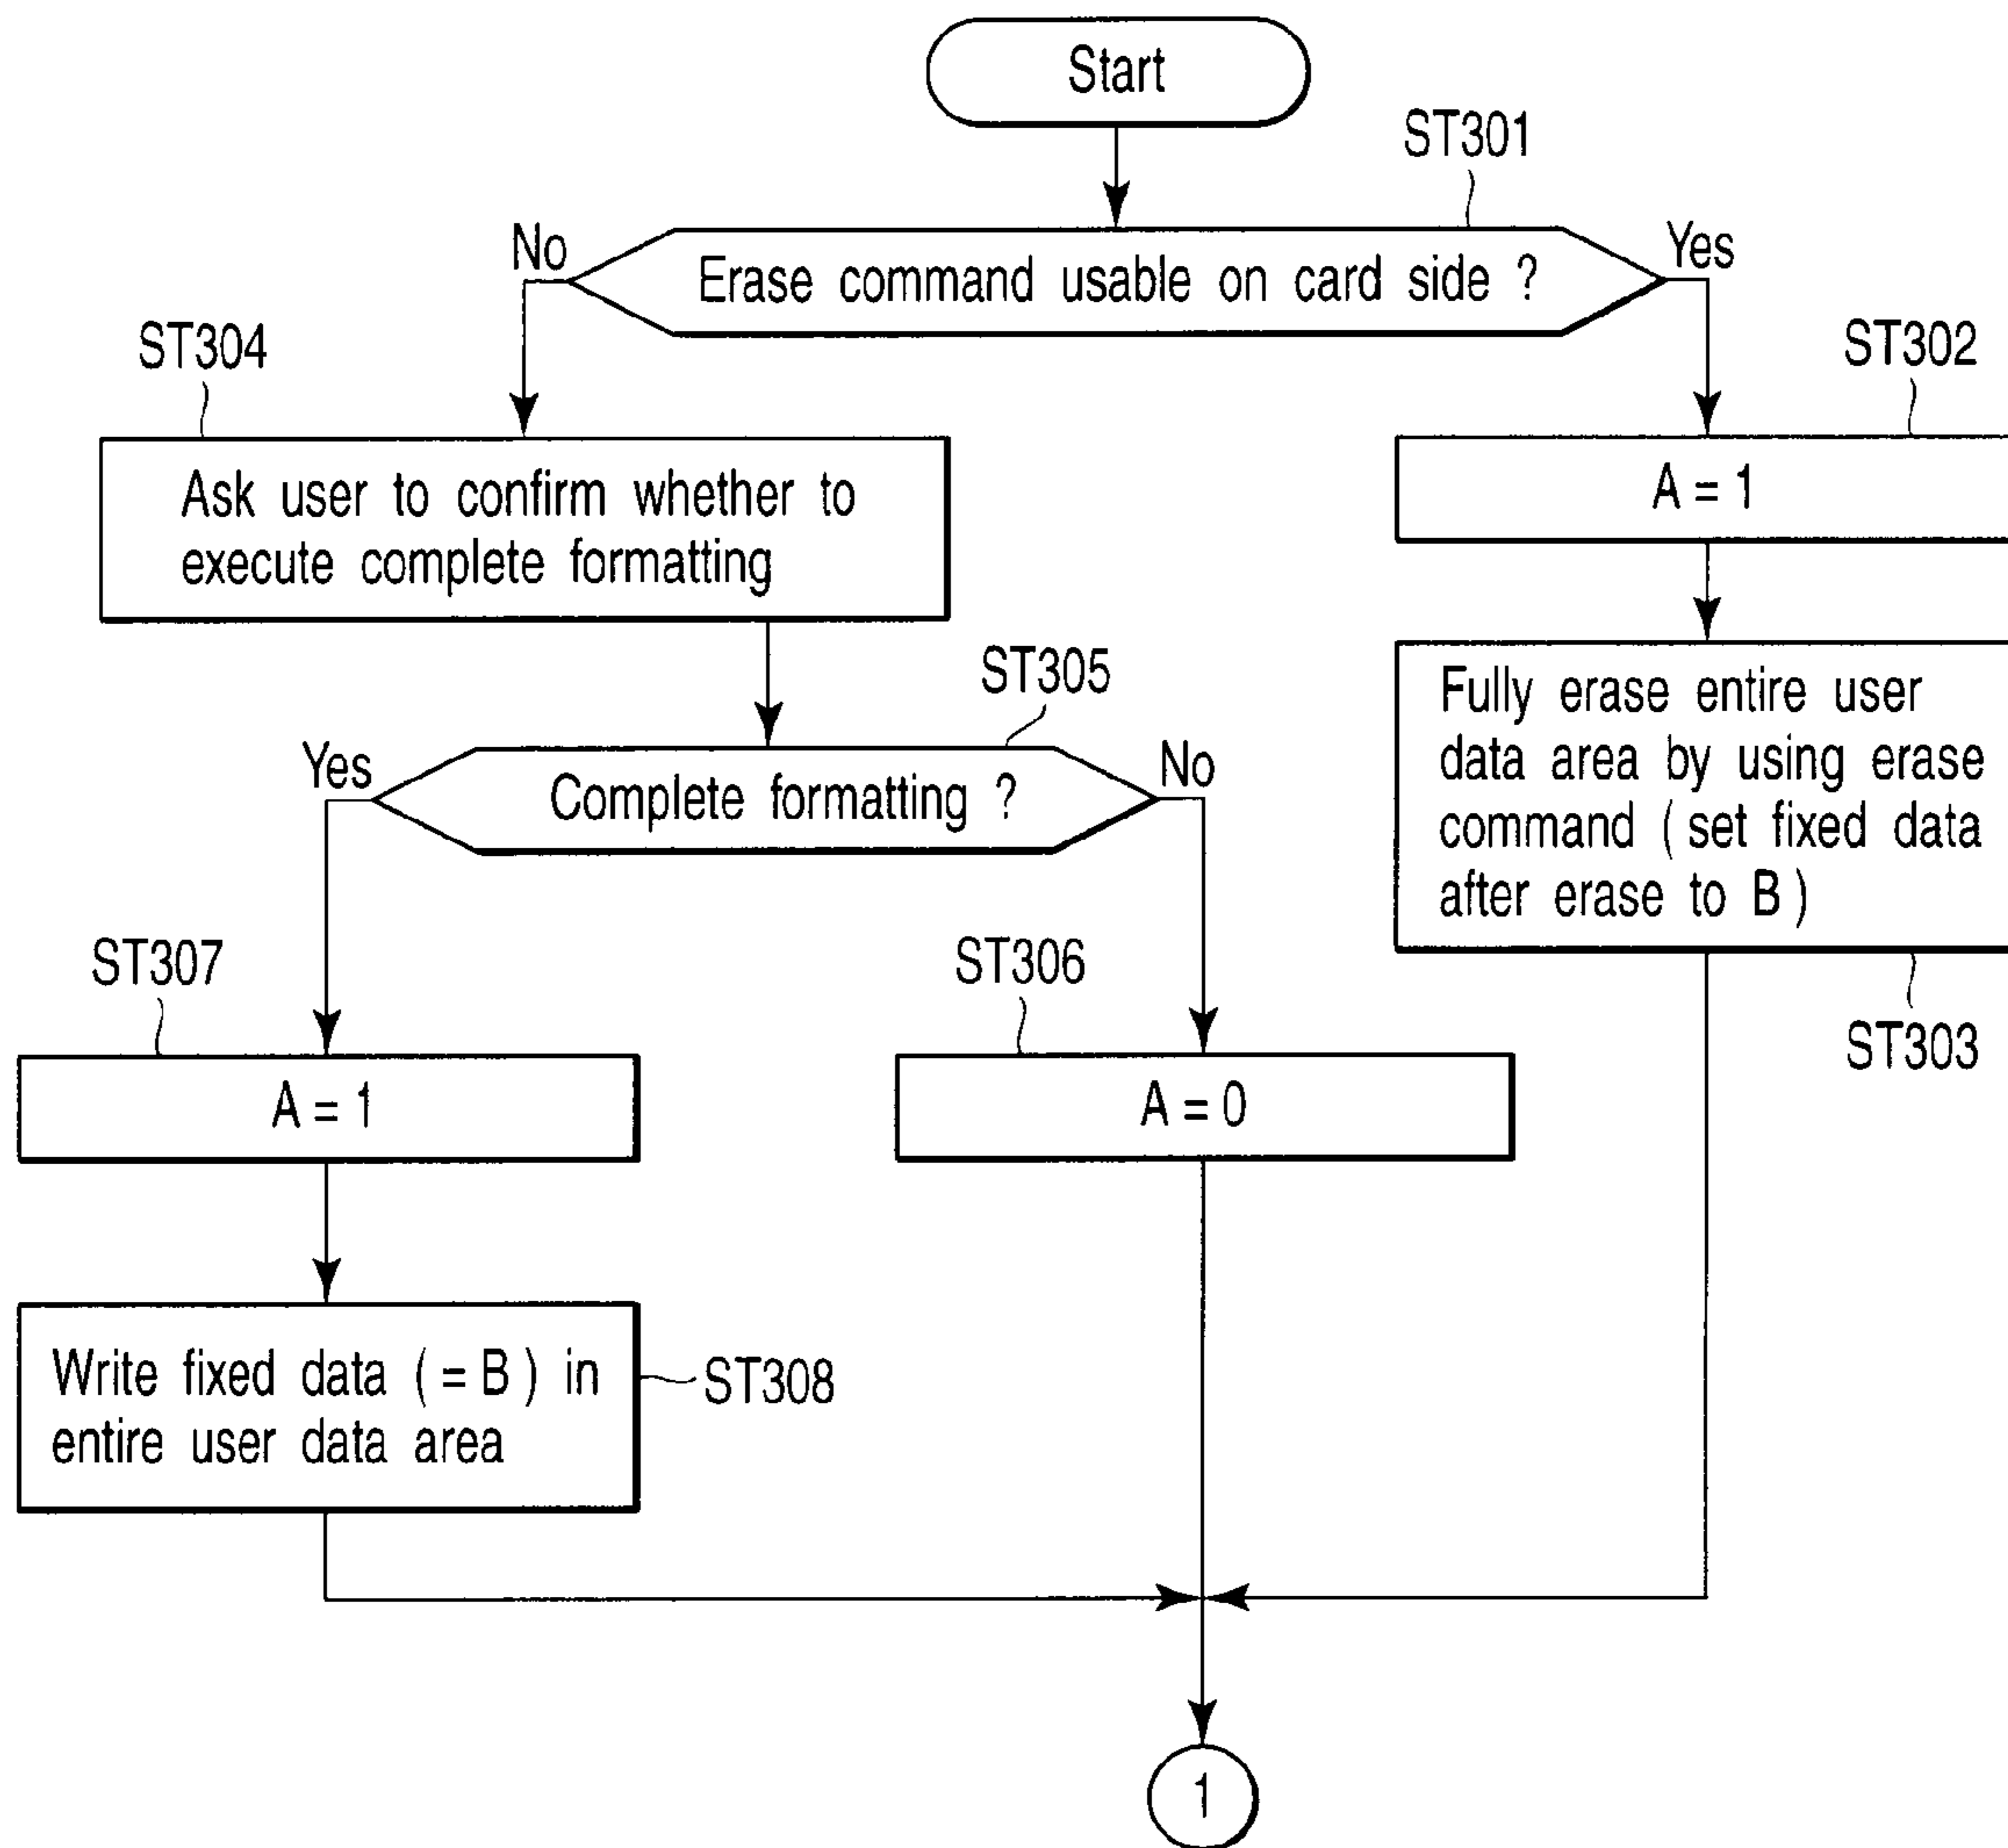 Start
ST301
No
Yes
Erase command usable on card side ?
ST304
ST302
Ask user to confirm whether to
execute complete formatting
A = 1
ST305
Yes
No
Complete formatting ?
Fully erase entire user
data area by using erase
command ( set fixed data
after erase to B )
ST307
ST306
ST303
A = 1
A = 0
Write fixed data ( = B ) in
entire user data area
ST308
1